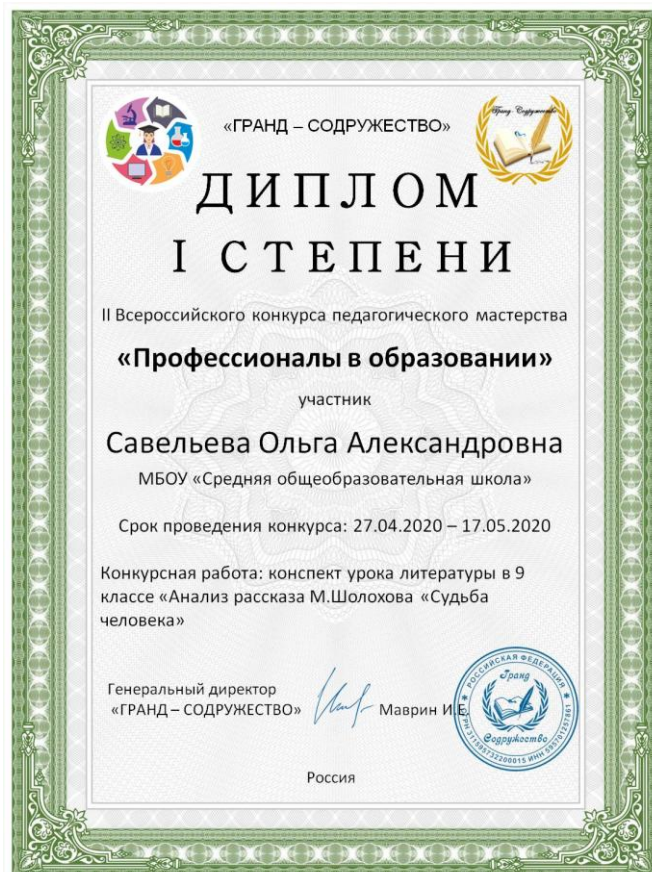 «ГРАНД – СОДРУЖЕСТВО»
Гранд - Содружество
ДИПЛОМ
I СТЕПЕНИ
II Всероссийского конкурса педагогического мастерства
«Профессионалы в образовании»
участник
Савельева Ольга Александровна
МБОУ «Средняя общеобразовательная школа»
Срок проведения конкурса: 27.04.2020 – 17.05.2020
Конкурсная работа: конспект урока литературы в 9
классе «Анализ рассказа М.Шолохова «Судьба
человека»
Генеральный директор
«ГРАНД – СОДРУЖЕСТВО»
Маврин И.Е.
РОССИЙСКАЯ ФЕДЕРАЦИЯ
Гранд
Содружество
Россия